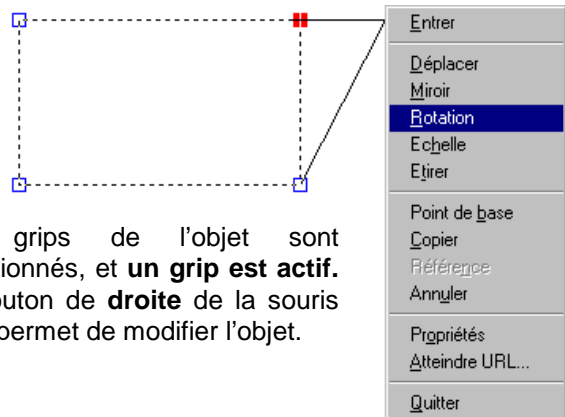 Entrer
Déplacer
Miroir
Rotation
Echelle
Etirer
Point de base
Copier
Référence
Annuler
Propriétés
Atteindre URL...
Quitter
grips de l'objet sont
ionnés, et un grip est actif.
outon de droite de la souris
permet de modifier l'objet.